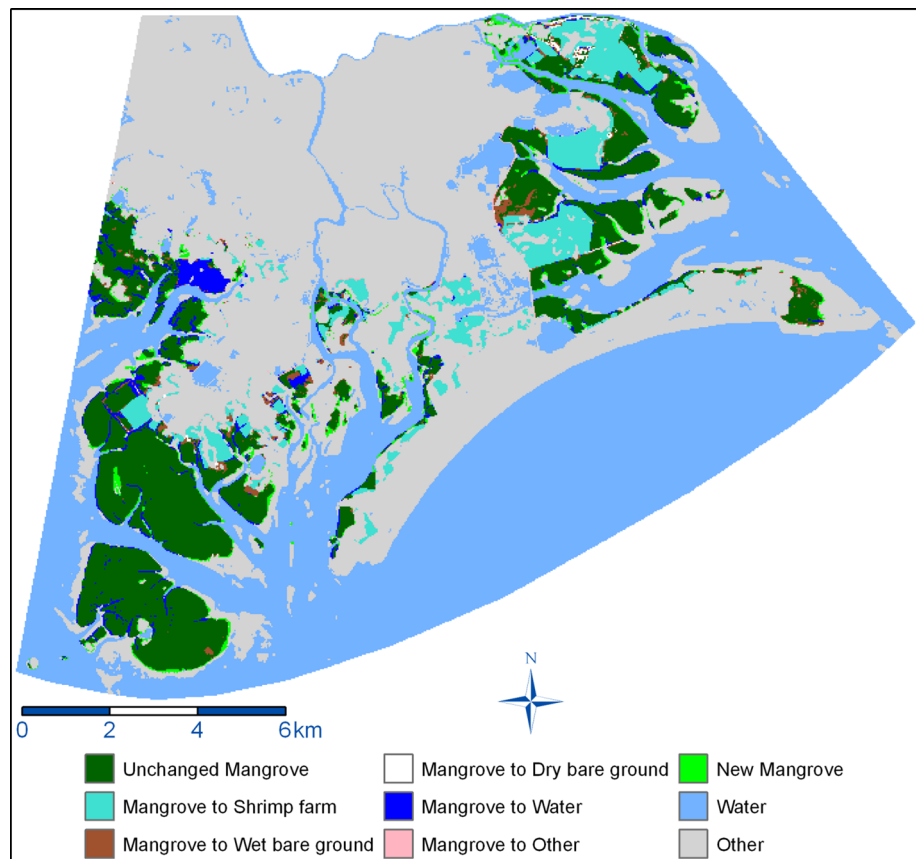 N
0 2 4 6km
Unchanged Mangrove Mangrove to Dry bare ground New Mangrove
Mangrove to Shrimp farm Mangrove to Water Water
Mangrove to Wet bare ground Mangrove to Other Other